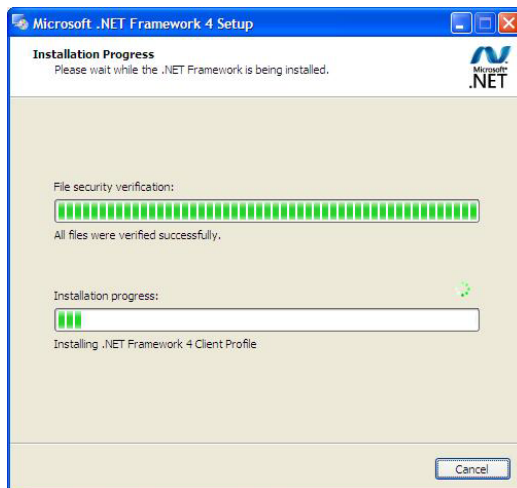 Microsoft .NET Framework 4 Setup
Installation Progress
Please wait while the .NET Framework is being installed.
Microsoft®
.NET
File security verification:
All files were verified successfully.
Installation progress:
Installing .NET Framework 4 Client Profile
Cancel